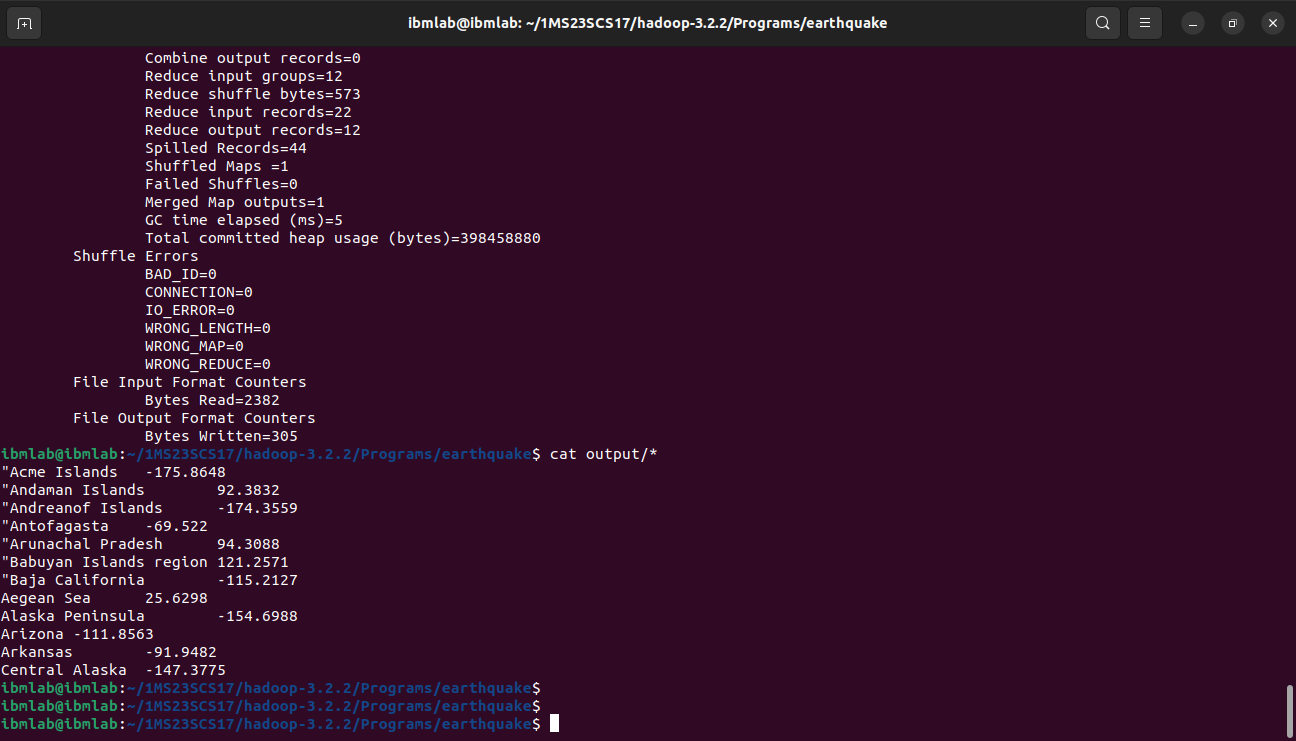 ibmlab@ibmlab: ~/1MS23SCS17/hadoop-3.2.2/Programs/earthquake
Combine output records=0
Reduce input groups=12
Reduce shuffle bytes=573
Reduce input records=22
Reduce output records=12
Spilled Records=44
Shuffled Maps =1
Failed Shuffles=0
Merged Map outputs=1
GC time elapsed (ms)=5
Total committed heap usage (bytes)=398458880
Shuffle Errors
BAD_ID=0
CONNECTION=0
IO_ERROR=0
WRONG_LENGTH=0
WRONG_MAP=0
WRONG_REDUCE=0
File Input Format Counters
Bytes Read=2382
File Output Format Counters
Bytes Written=305
ibmlab@ibmlab:~/1MS23SCS17/hadoop-3.2.2/Programs/earthquake$ cat output/*
"Acme Islands -175.8648
"Andaman Islands 92.3832
"Andreanof Islands -174.3559
"Antofagasta -69.522
"Arunachal Pradesh 94.3088
"Babuyan Islands region 121.2571
"Baja California -115.2127
Aegean Sea 25.6298
Alaska Peninsula -154.6988
Arizona -111.8563
Arkansas -91.9482
Central Alaska -147.3775
ibmlab@ibmlab:~/1MS23SCS17/hadoop-3.2.2/Programs/earthquake$
ibmlab@ibmlab:~/1MS23SCS17/hadoop-3.2.2/Programs/earthquake$
ibmlab@ibmlab:~/1MS23SCS17/hadoop-3.2.2/Programs/earthquake$